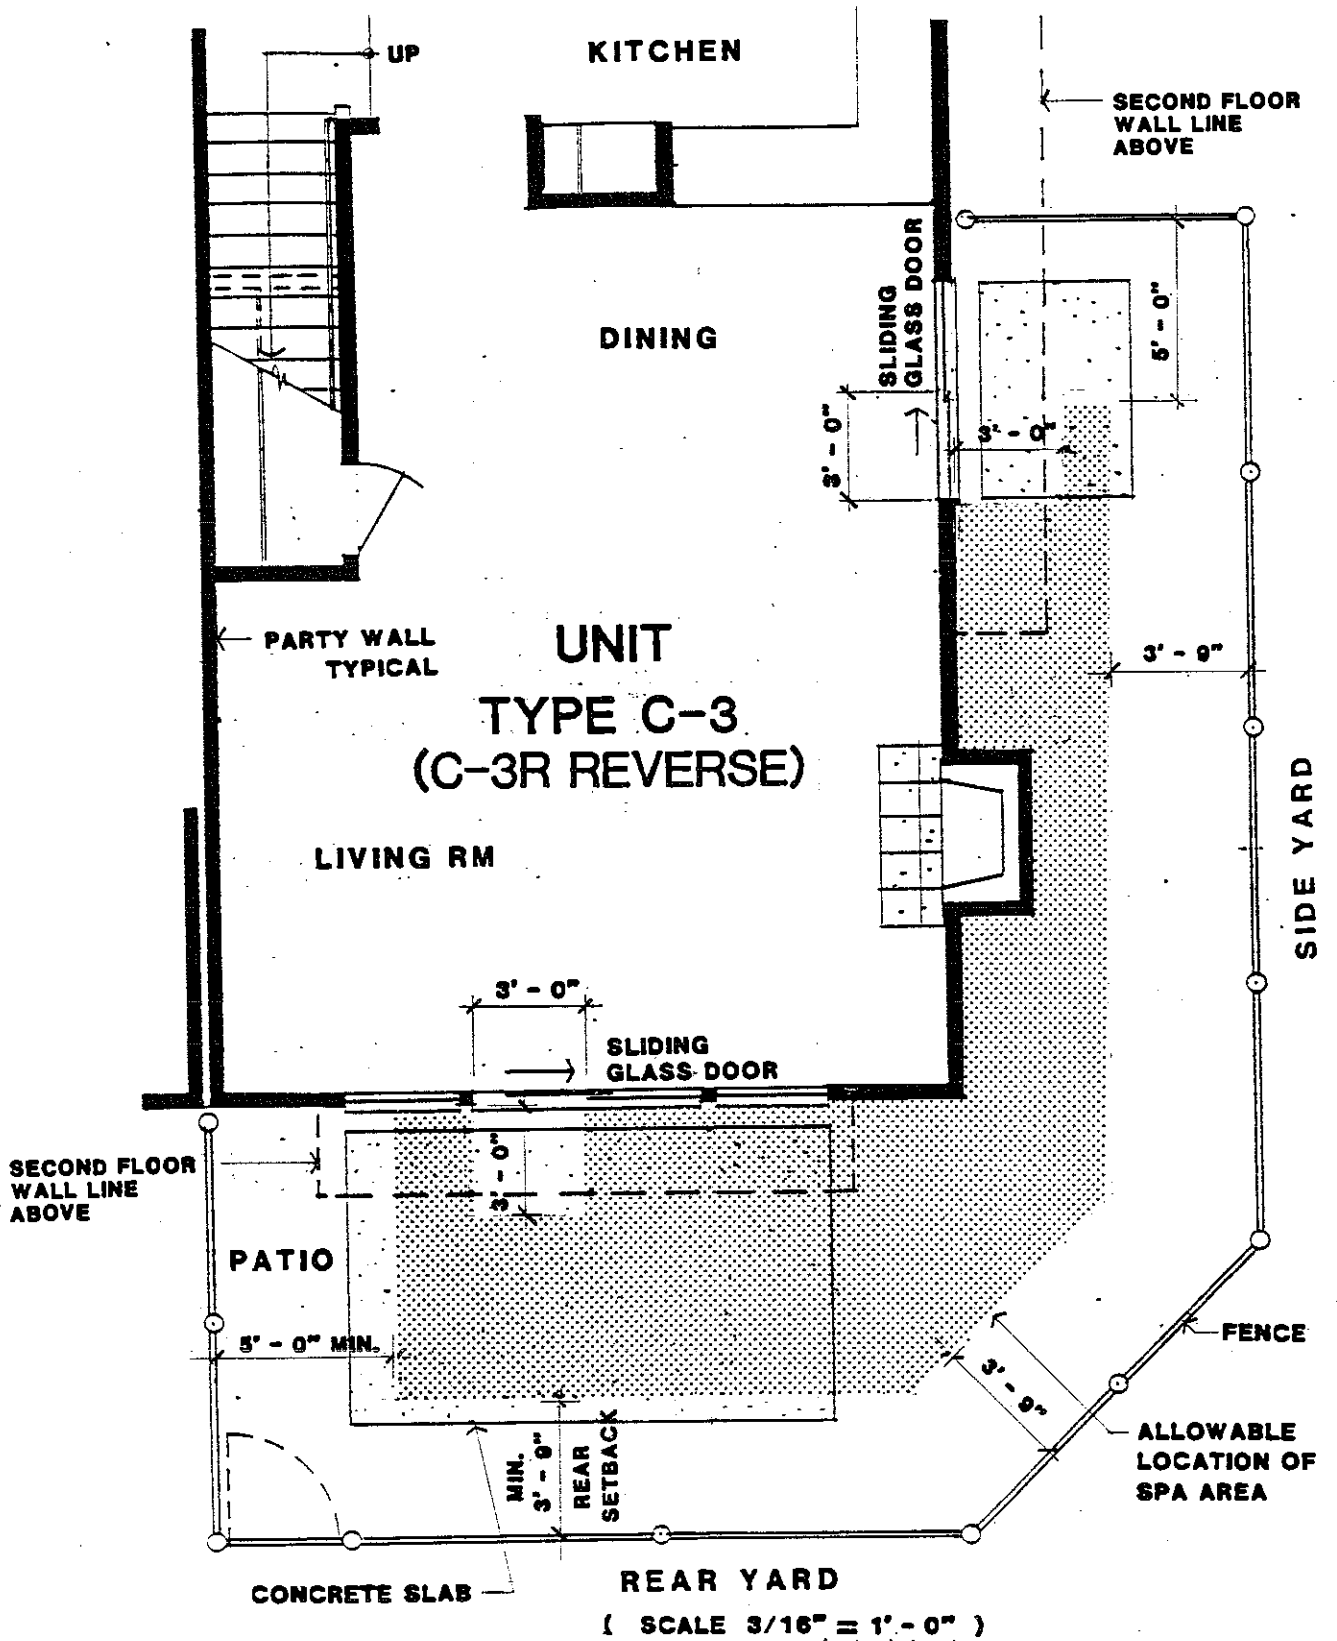 UP
KITCHEN
SECOND FLOOR
WALL LINE
ABOVE
SLIDING
GLASS DOOR
5' - 0"
DINING
3' - 0"
3' - 0"
PARTY WALL
TYPICAL
UNIT
TYPE C-3
(C-3R REVERSE)
3' - 9"
LIVING RM
SIDE YARD
3' - 0"
SLIDING
GLASS DOOR
3' - 0"
SECOND FLOOR
WALL LINE
ABOVE
PATIO
5' - 0" MIN.
FENCE
3' - 9"
MIN.
3' - 9"
REAR
SETBACK
ALLOWABLE
LOCATION OF
SPA AREA
CONCRETE SLAB
REAR YARD
( SCALE 3/16" = 1' - 0" )